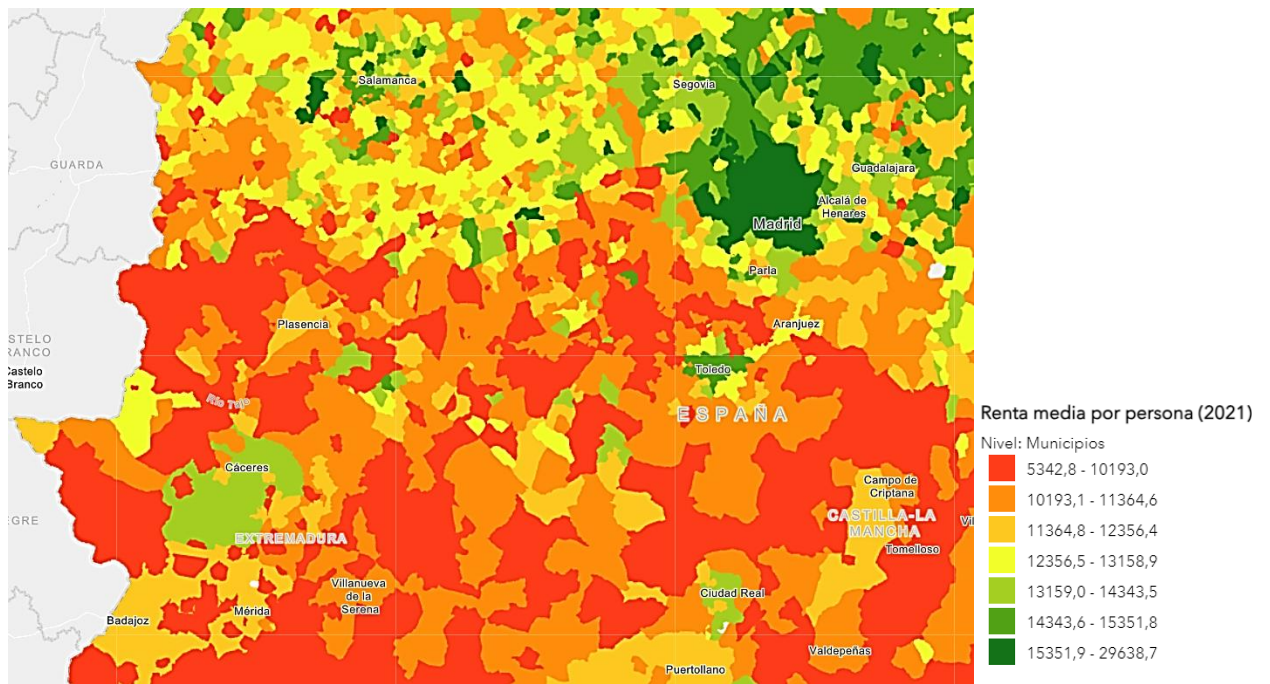 Salamanca
Segovia
GUARDA
Guadalajara
Alcalá de
Henares
Madrid
Parla
Plasencia
Aranjuez
STELO
RANCO
Castelo
Branco
Toledo
Río Tajo
ESPAÑA
Cáceres
Campo de
Criptana
EGRE
CASTILLA-LA
MANCHA
VI
EXTREMADURA
Tomelloso
Villanueva
de la
Serena
Ciudad Real
Mérida
Badajoz
Valdepeñas
Puertollano
Renta media por persona (2021)
Nivel: Municipios
5342,8 - 10193,0
10193,1 - 11364,6
11364,8 - 12356,4
12356,5 - 13158,9
13159,0 - 14343,5
14343,6 - 15351,8
15351,9 - 29638,7